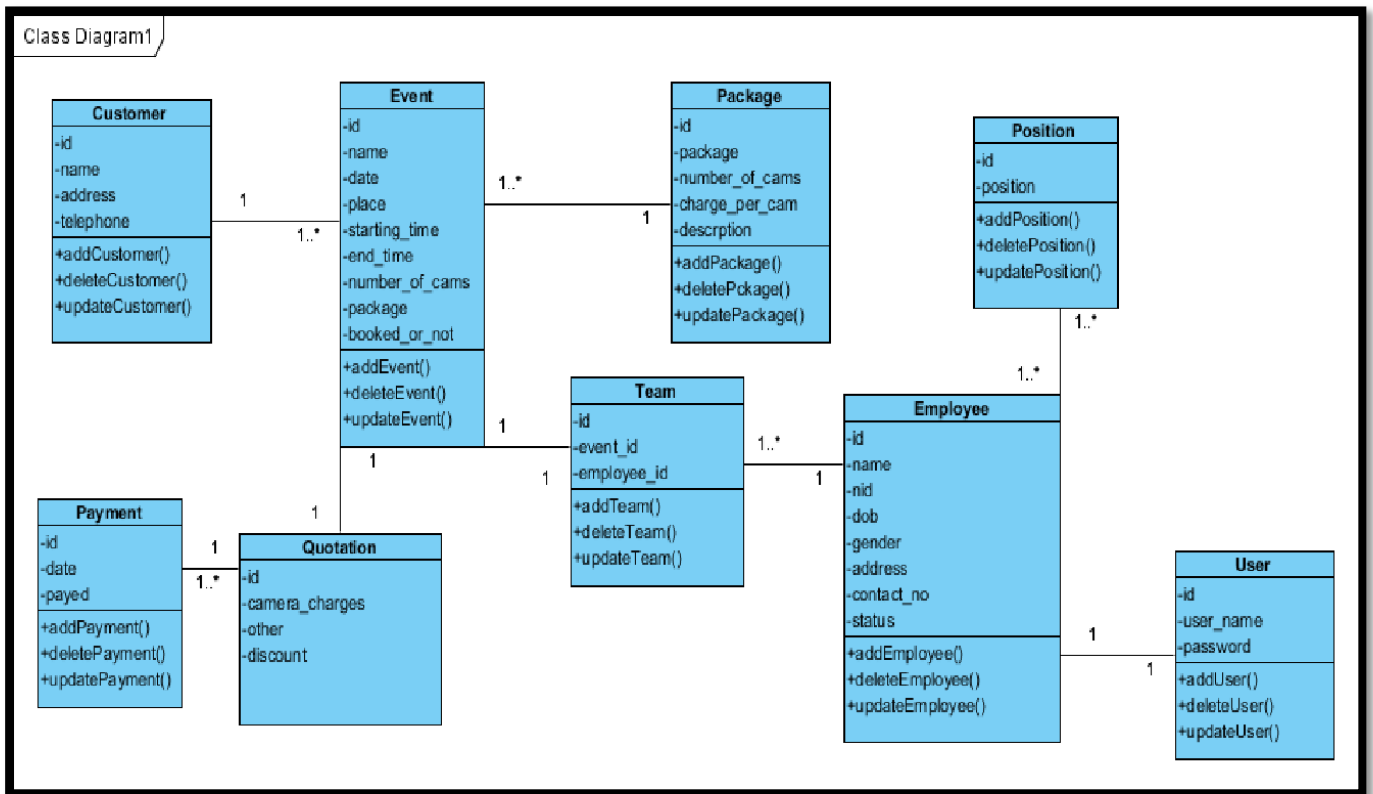 Class Diagram1
Customer
-id
-name
-address
-telephone
+addCustomer()
+deleteCustomer()
+updateCustomer()
1
1..*
Event
-id
-name
-date
-place
-starting_time
-end_time
-number_of_cams
-package
-booked_or_not
+addEvent()
+deleteEvent()
+updateEvent()
1..*
1
Package
-id
-package
-number_of_cams
-charge_per_cam
-descrption
+addPackage()
+deletePckage()
+updatePackage()
Position
-id
-position
+addPosition()
+deletePosition()
+updatePosition()
1..*
1..*
Team
-id
-event_id
-employee_id
+addTeam()
+deleteTeam()
+updateTeam()
1
1
1..*
1
Employee
-id
-name
-nid
-dob
-gender
-address
-contact_no
-status
+addEmployee()
+deleteEmployee()
+updateEmployee()
1
1
Payment
-id
-date
-payed
+addPayment()
+deletePayment()
+updatePayment()
1
1..*
1
1
Quotation
-id
-camera_charges
-other
-discount
User
-id
-user_name
-password
+addUser()
+deleteUser()
+updateUser()